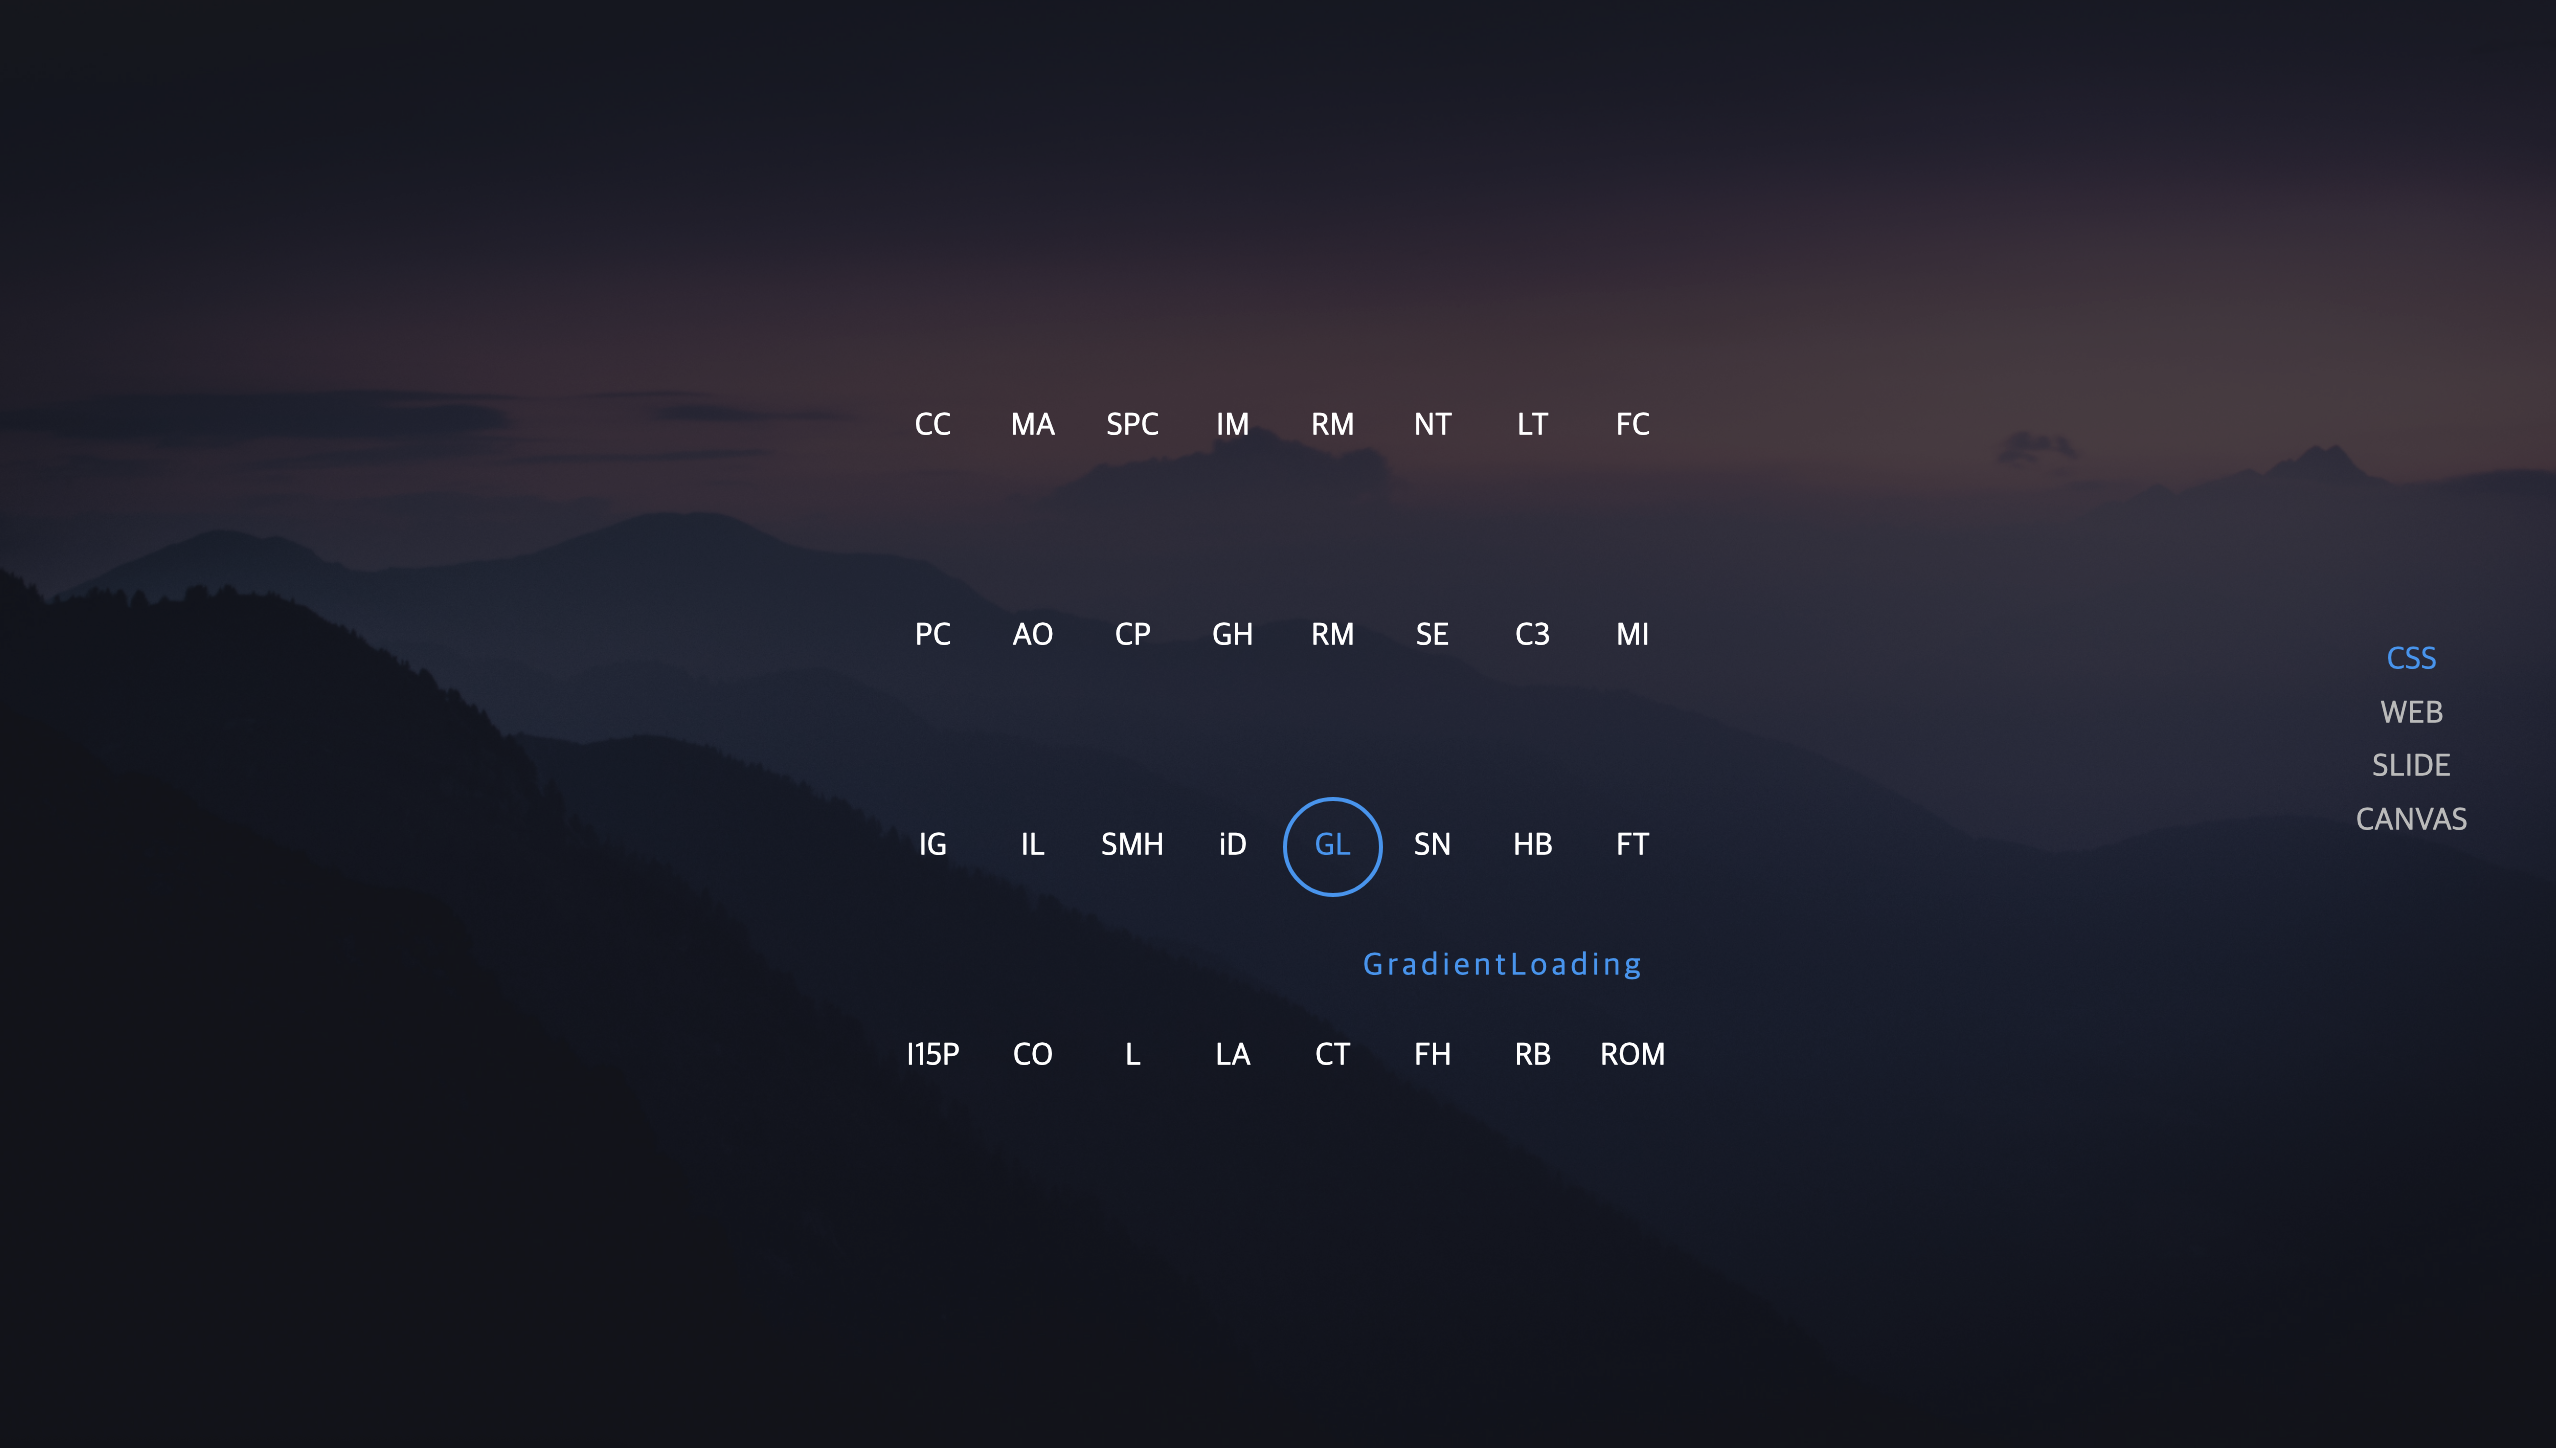 CC MA SPC IM RM NT LT FC
PC AO CP GH RM SE C3 MI
CSS
WEB
SLIDE
CANVAS
IG IL SMH iD GL SN HB FT
GradientLoading
I15P CO L LA CT FH RB ROM